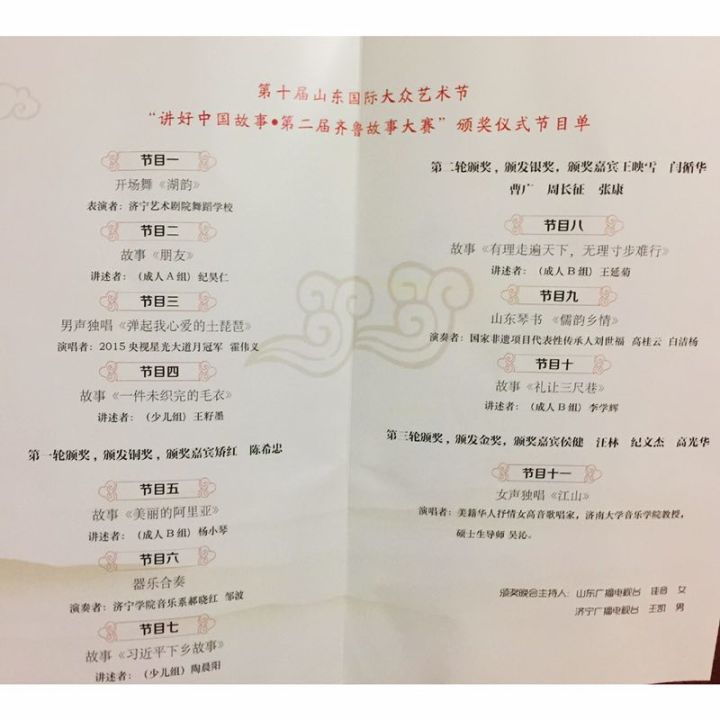 第十届山东国际大众艺术节
“讲好中国故事•第二届齐鲁故事大赛”颁奖仪式节目单
节目一
开场舞《湖韵》
表演者：济宁艺术剧院舞蹈学校
节目二
故事《朋友》
讲述者：（成人A组）纪昊仁
节目三
男声独唱《弹起我心爱的土琵琶》
演唱者：2015央视星光大道月冠军 霍伟义
节目四
故事《一件未织完的毛衣》
讲述者：（少儿组）王籽墨
第一轮颁奖，颁发铜奖，颁奖嘉宾矫红 陈希忠
节目五
故事《美丽的阿里亚》
讲述者：（成人B组）杨小琴
节目六
器乐合奏
演奏者：济宁学院音乐系郝晓红 邹波
节目七
故事《习近平下乡故事》
讲述者：（少儿组）陶晨阳
第二轮颁奖，颁发银奖，颁奖嘉宾王映雪 闫循华
曹广 周长征 张康
节目八
故事《有理走遍天下，无理寸步难行》
讲述者：（成人B组）王延菊
节目九
山东琴书《儒韵乡情》
演奏者：国家非遗项目代表性传承人刘世福 高桂云 白洁杨
节目十
故事《礼让三尺巷》
讲述者：（成人B组）李学辉
第三轮颁奖，颁发金奖，颁奖嘉宾侯健 汪林 纪文杰 高光华
节目十一
女声独唱《江山》
演唱者：美籍华人抒情女高音歌唱家，济南大学音乐学院教授，
硕士生导师 吴沁。
颁奖晚会主持人：山东广播电视台 佳合 女
济宁广播电视台 王凯 男